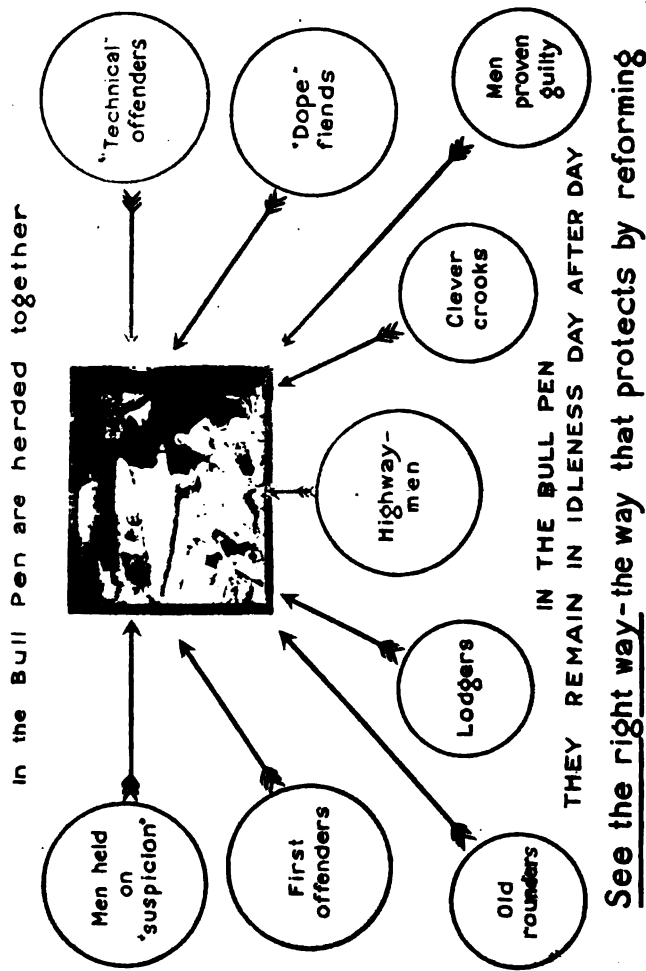 In the Bull Pen are herded together
Men held
on
"suspicion"
"Technical"
offenders
First
offenders
"Dope"
fiends
Highway-
men
Old
rounders
Lodgers
Clever
crooks
Men
proven
guilty
IN THE BULL PEN
THEY REMAIN IN IDLENESS DAY AFTER DAY
See the right way-the way that protects by reforming